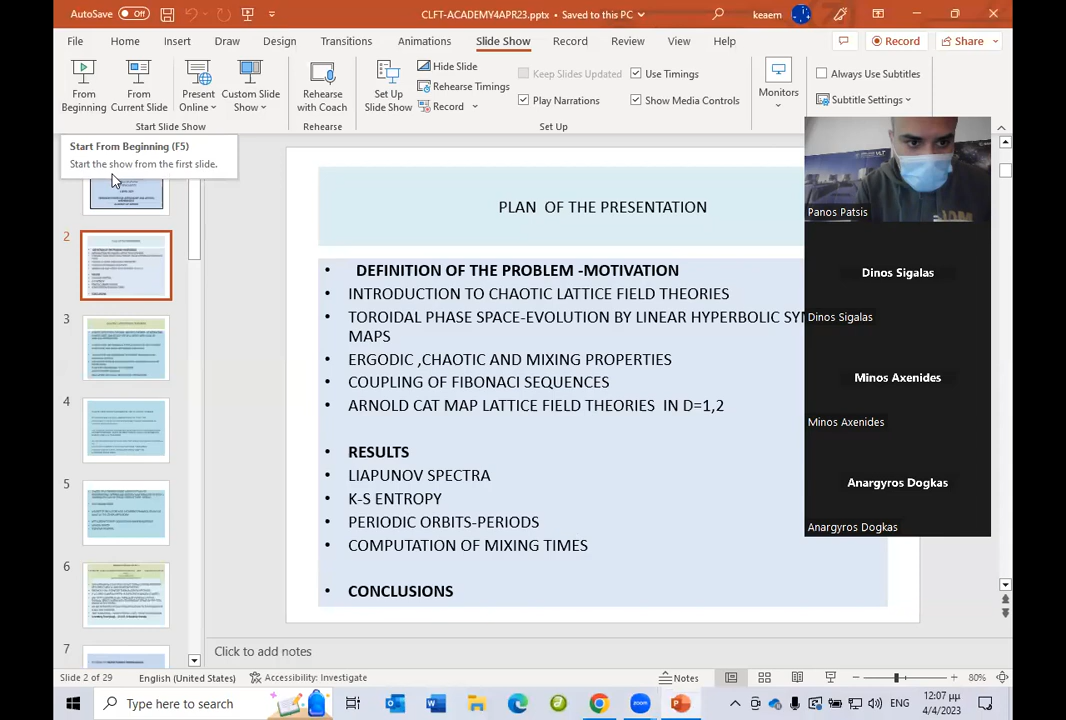 AutoSave Off CLFT-ACADEMY4APR23.pptx • Saved to this PC keaem
File Home Insert Draw Design Transitions Animations Slide Show Record Review View Help Record Share
From Beginning
From Current Slide
Present Online
Custom Slide Show
Rehearse with Coach
Set Up Slide Show
Hide Slide
Rehearse Timings
Record
Keep Slides Updated
Play Narrations
Use Timings
Show Media Controls
Monitors
Always Use Subtitles
Subtitle Settings
Start Slide Show Rehearse Set Up
Start From Beginning (F5)
Start the show from the first slide.
2
3
4
5
6
7
PLAN OF THE PRESENTATION
• DEFINITION OF THE PROBLEM -MOTIVATION
• INTRODUCTION TO CHAOTIC LATTICE FIELD THEORIES
• TOROIDAL PHASE SPACE-EVOLUTION BY LINEAR HYPERBOLIC
MAPS
• ERGODIC ,CHAOTIC AND MIXING PROPERTIES
• COUPLING OF FIBONACI SEQUENCES
• ARNOLD CAT MAP LATTICE FIELD THEORIES IN D=1,2
• RESULTS
• LIAPUNOV SPECTRA
• K-S ENTROPY
• PERIODIC ORBITS-PERIODS
• COMPUTATION OF MIXING TIMES
• CONCLUSIONS
Panos Patsis
Dinos Sigalas
Dinos Sigalas
Minos Axenides
Minos Axenides
Anargyros Dogkas
Anargyros Dogkas
Click to add notes
Slide 2 of 29 English (United States) Accessibility: Investigate Notes 80%
Type here to search ENG 12:07 μμ
4/4/2023